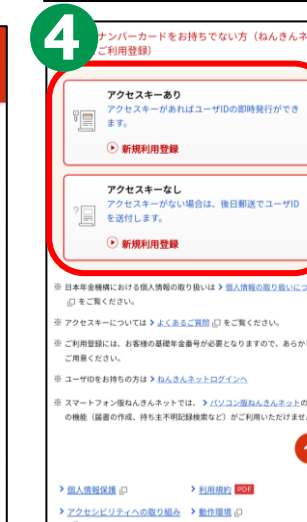 4
ナンバーカードをお持ちでない方（ねんきんネ
ご利用登録）
アクセスキーあり
アクセスキーがあればユーザIDの即時発行ができ
ます。
新規利用登録
アクセスキーなし
アクセスキーがない場合は、後日郵送でユーザID
を送付します。
新規利用登録
※ 日本年金機構における個人情報の取り扱いは 個人情報の取り扱いにつ
をご覧ください。
※ アクセスキーについては よくあるご質問 をご覧ください。
※ ご利用登録には、お客様の基礎年金番号が必要となりますので、あらか
ご用意ください。
※ ユーザIDをお持ちの方は ねんきんネットログインへ
※ スマートフォン版ねんきんネットでは、 パソコン版ねんきんネットの
の機能（届書の作成、持ち主不明記録検索など）がご利用いただけませ
個人情報保護 利用規約 PDF
アクセシビリティへの取り組み 動作環境